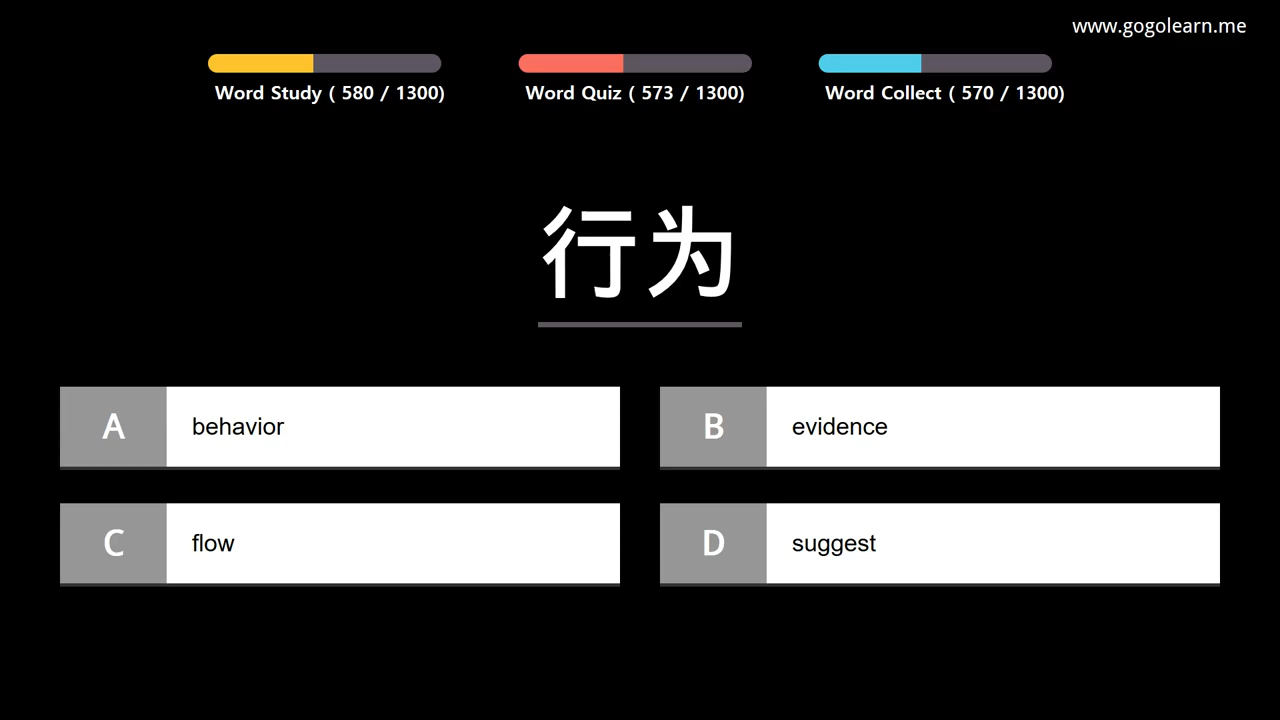 www.gogolearn.me
Word Study ( 580 / 1300)
Word Quiz ( 573 / 1300)
Word Collect ( 570 / 1300)
行为
A behavior
B evidence
C flow
D suggest